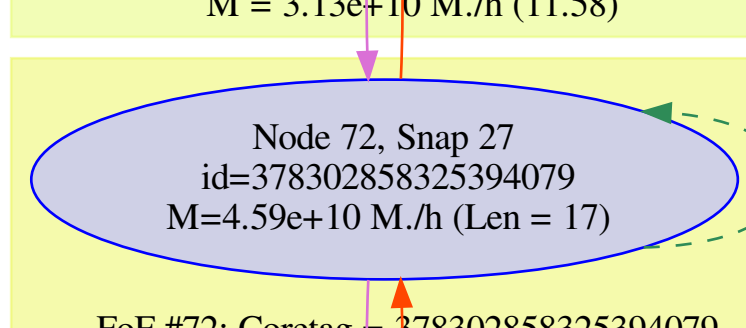 M = 3.13e+10 M./h (11.58)
Node 72, Snap 27
id=378302858325394079
M=4.59e+10 M./h (Len = 17)
FoF #72; Coretag = 378302858325394079